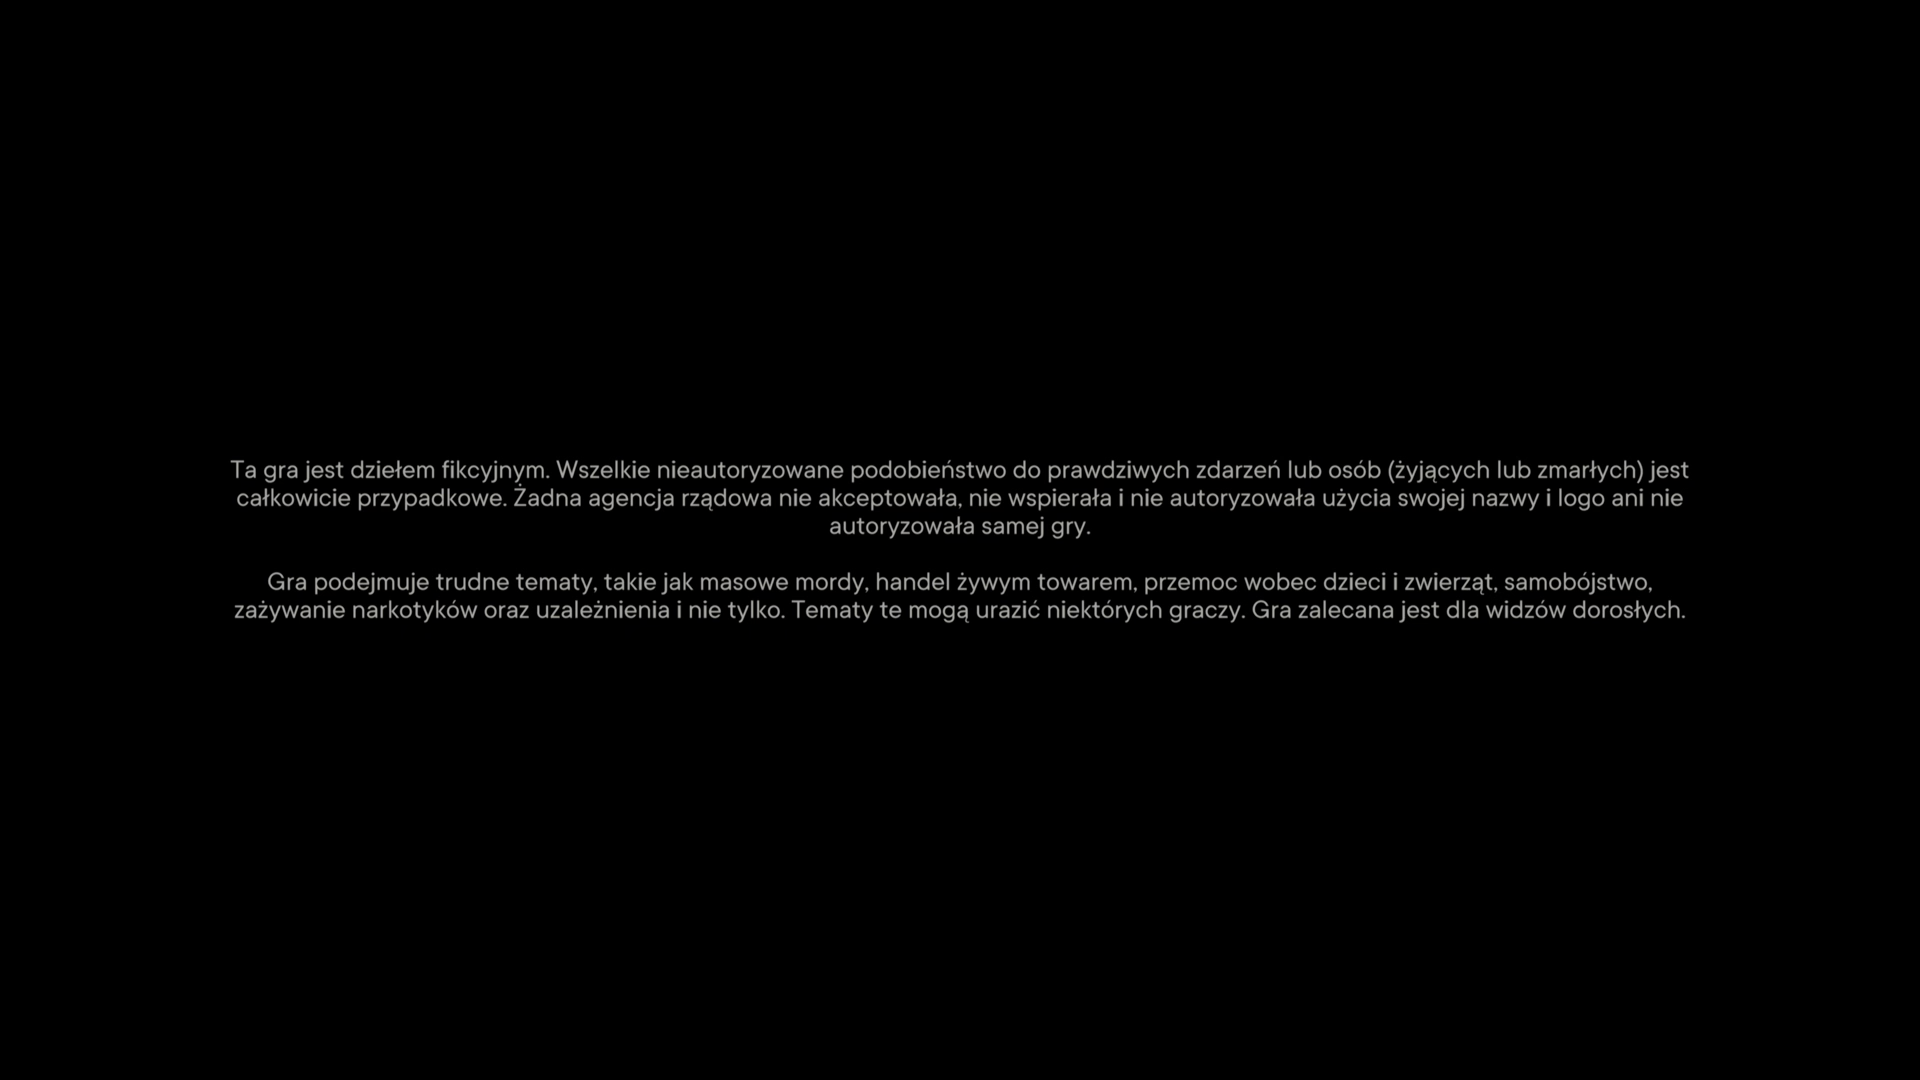 Ta gra jest dziełem fikcyjnym. Wszelkie nieautoryzowane podobieństwo do prawdziwych zdarzeń lub osób (żyjących lub zmarłych) jest
całkowicie przypadkowe. Żadna agencja rządowa nie akceptowała, nie wspierała i nie autoryzowała użycia swojej nazwy i logo ani nie
autoryzowała samej gry.
Gra podejmuje trudne tematy, takie jak masowe mordy, handel żywym towarem, przemoc wobec dzieci i zwierząt, samobójstwo,
zażywanie narkotyków oraz uzależnienia i nie tylko. Tematy te mogą urazić niektórych graczy. Gra zalecana jest dla widzów dorosłych.